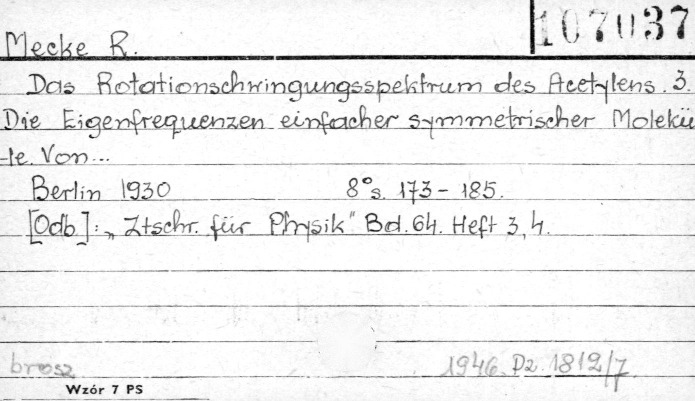 107037
Mecke R.
Das Rotationschwingungsspektrum des Acetylens. 3.
Die Eigenfrequenzen einfacher symmetrischer Molekü
le. Von...
Berlin 1930 8° s. 173-185.
[Odb]: „Ztschr. für Physik" Bd. 64. Heft 3, 4.
brosz 1946. Dz. 1812/7.
Wzór 7 PS